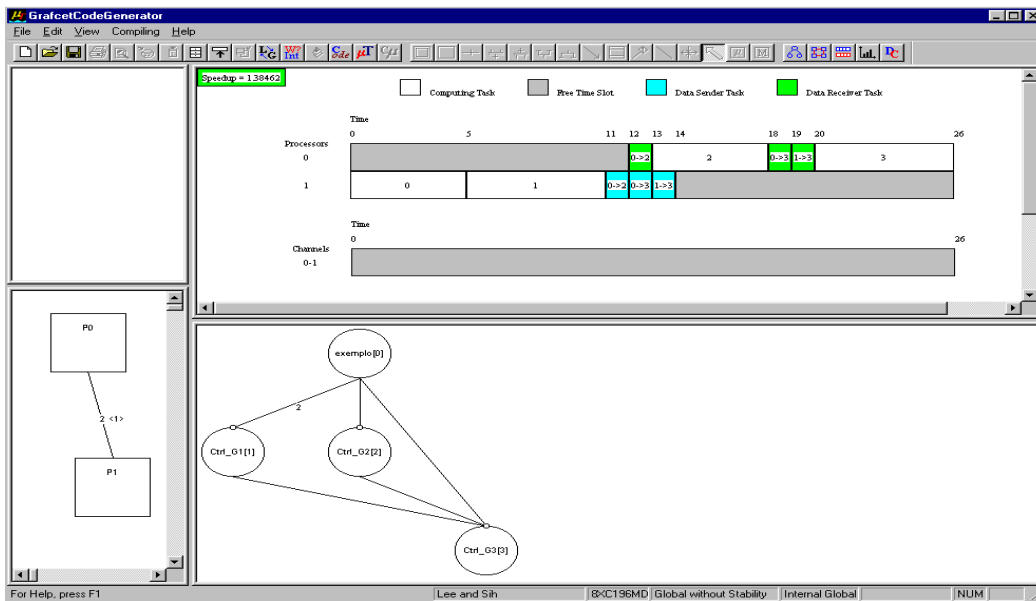 GrafcetCodeGenerator
File Edit View Compiling Help
Speedup = 1.38462
Computing Task Free Time Slot Data Sender Task Data Receiver Task
Time
0 5 11 12 13 14 18 19 20 26
Processors
0 0->2 2 0->3 1->3 3
1 0 1 0->2 0->3 1->3
Time
0 26
Channels
0-1
P0
2 <1>
P1
exemplo[0]
2
Ctrl_G1[1] Ctrl_G2[2]
Ctrl_G3[3]
For Help, press F1 Lee and Sih 8XC196MD Global without Stability Internal Global NUM